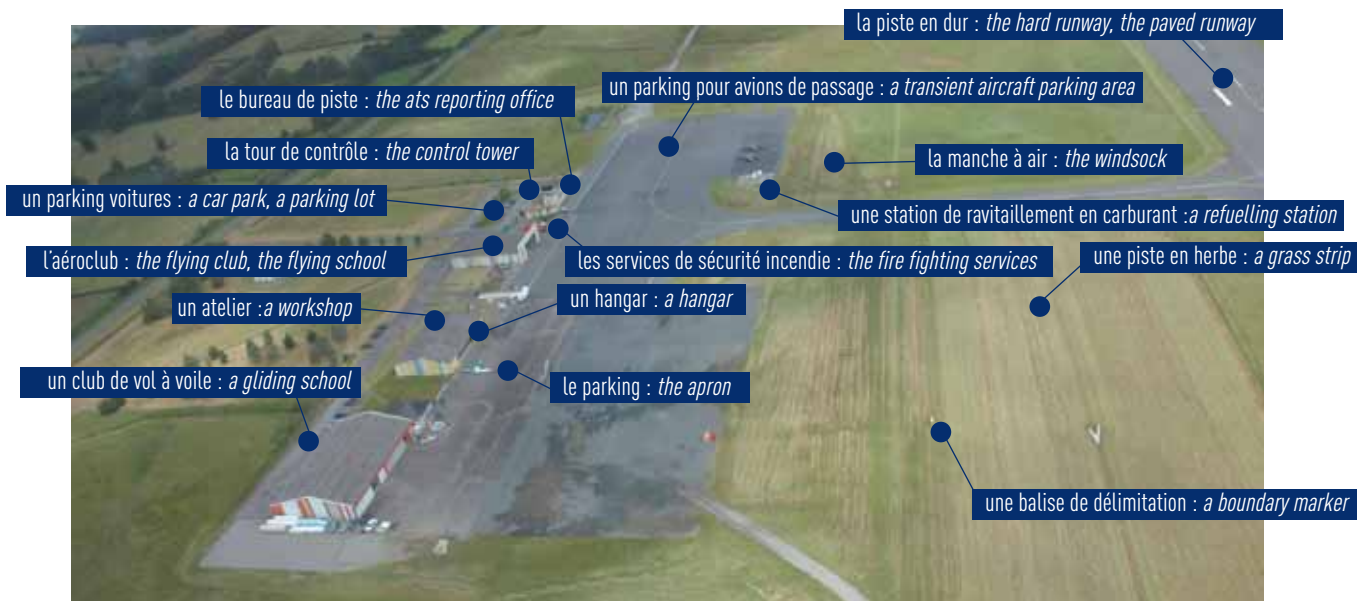 la piste en dur : the hard runway, the paved runway
un parking pour avions de passage : a transient aircraft parking area
le bureau de piste : the ats reporting office
la tour de contrôle : the control tower
la manche à air : the windsock
un parking voitures : a car park, a parking lot
une station de ravitaillement en carburant :a refuelling station
l'aéroclub : the flying club, the flying school
les services de sécurité incendie : the fire fighting services
une piste en herbe : a grass strip
un atelier :a workshop
un hangar : a hangar
un club de vol à voile : a gliding school
le parking : the apron
une balise de délimitation : a boundary marker